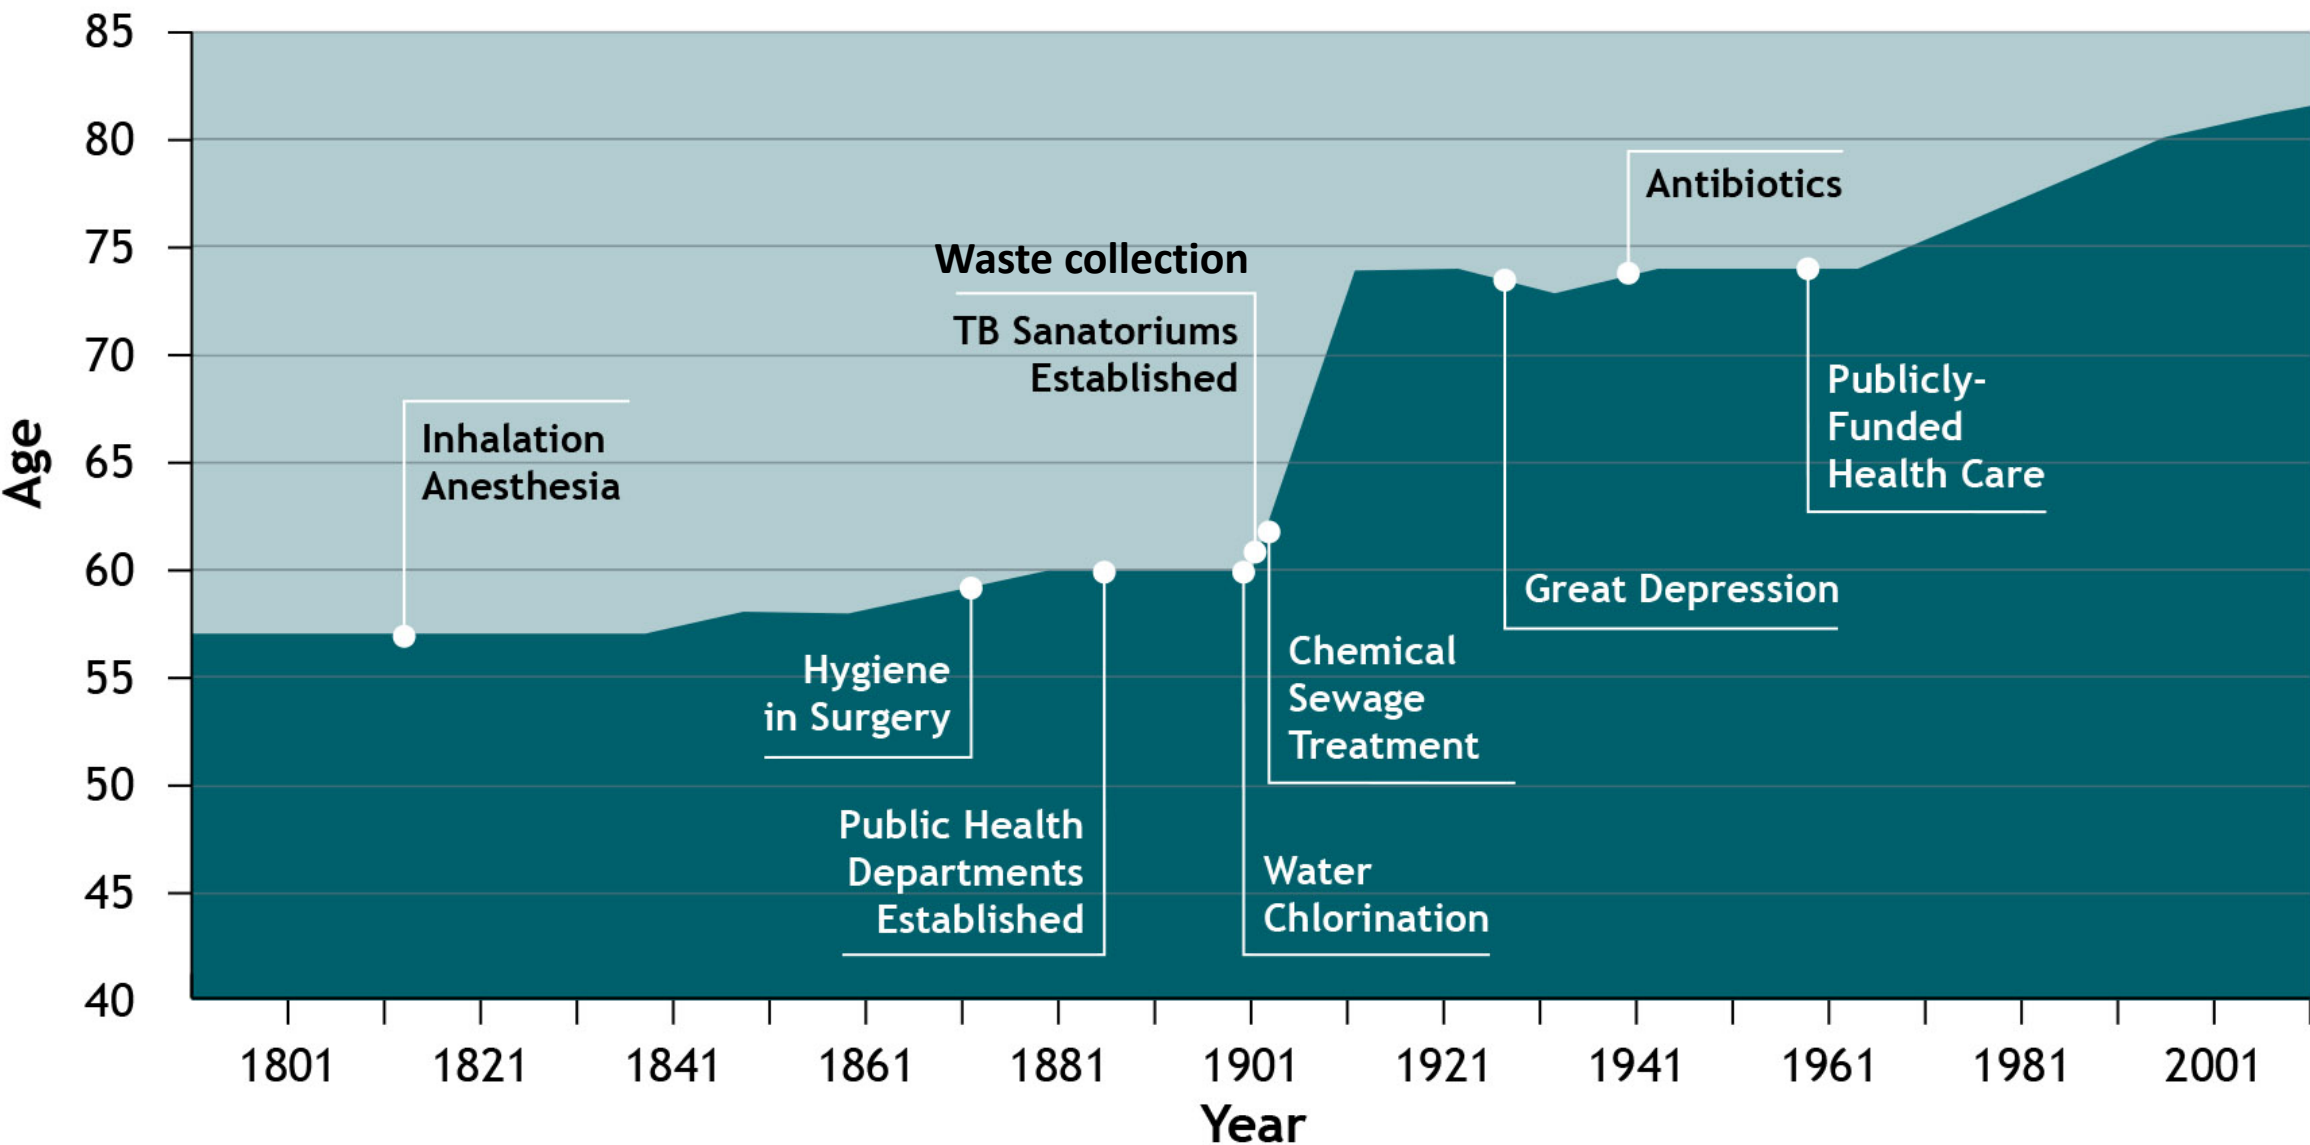 85
80
75
70
65
60
55
50
45
40
Age
Inhalation
Anesthesia
Waste collection
TB Sanatoriums
Established
Antibiotics
Publicly-
Funded
Health Care
Great Depression
Hygiene
in Surgery
Chemical
Sewage
Treatment
Public Health
Departments
Established
Water
Chlorination
1801
1821
1841
1861
1881
1901
1921
1941
1961
1981
2001
Year